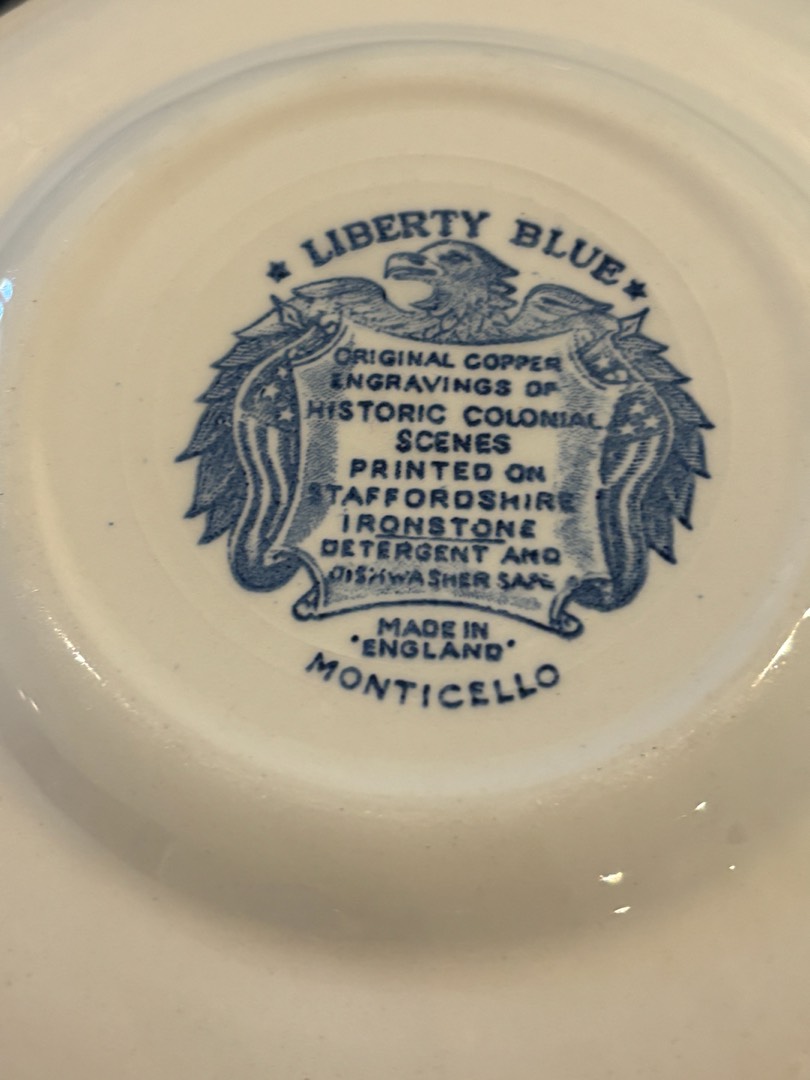 ★ LIBERTY BLUE ★
ORIGINAL COPPER
ENGRAVINGS OF
HISTORIC COLONIAL
SCENES
PRINTED ON
STAFFORDSHIRE
IRONSTONE
DETERGENT AND
DISHWASHER SAFE
MADE IN
"ENGLAND"
MONTICELLO